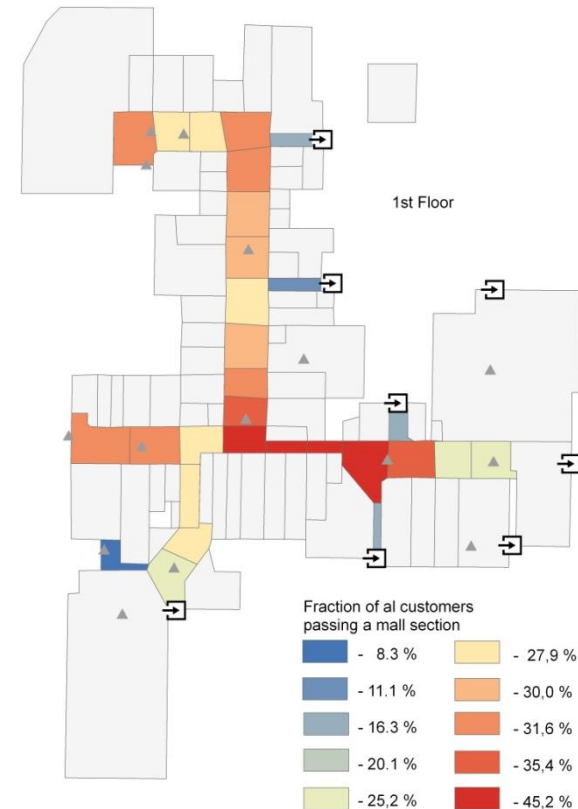 1st Floor
Fraction of al customers
passing a mall section
- 8.3 %
- 11.1 %
- 16.3 %
- 20.1 %
- 25,2 %
- 27,9 %
- 30,0 %
- 31,6 %
- 35,4 %
- 45,2 %